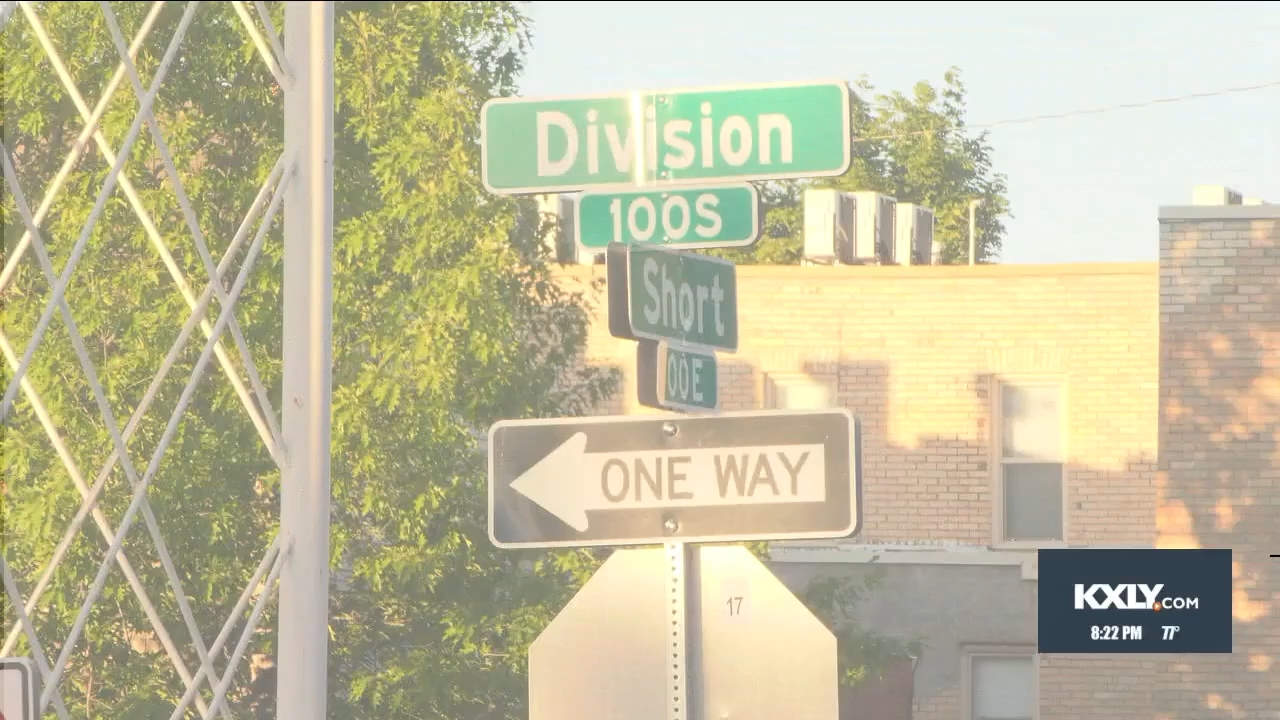 Division
100S
Short
00E
ONE WAY
17
KXLY.COM
8:22 PM 77°